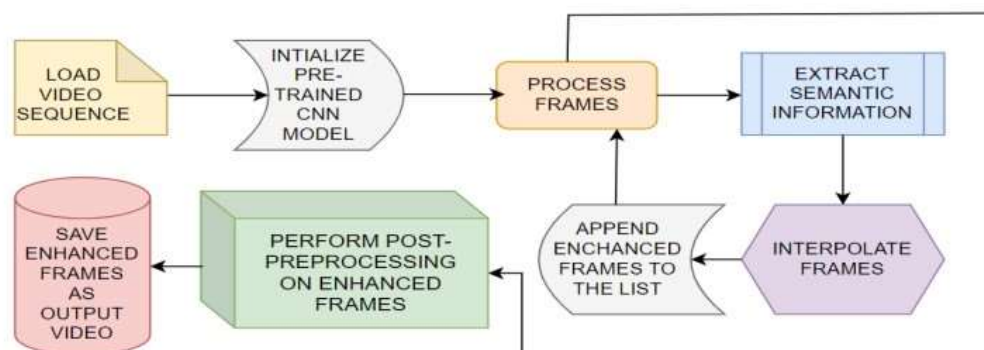 LOAD
VIDEO
SEQUENCE
INTIALIZE
PRE-
TRAINED
CNN
MODEL
PROCESS
FRAMES
EXTRACT
SEMANTIC
INFORMATION
INTERPOLATE
FRAMES
APPEND
ENCHANCED
FRAMES TO
THE LIST
PERFORM POST-
PREPROCESSING
ON ENHANCED
FRAMES
SAVE
ENHANCED
FRAMES
AS
OUTPUT
VIDEO